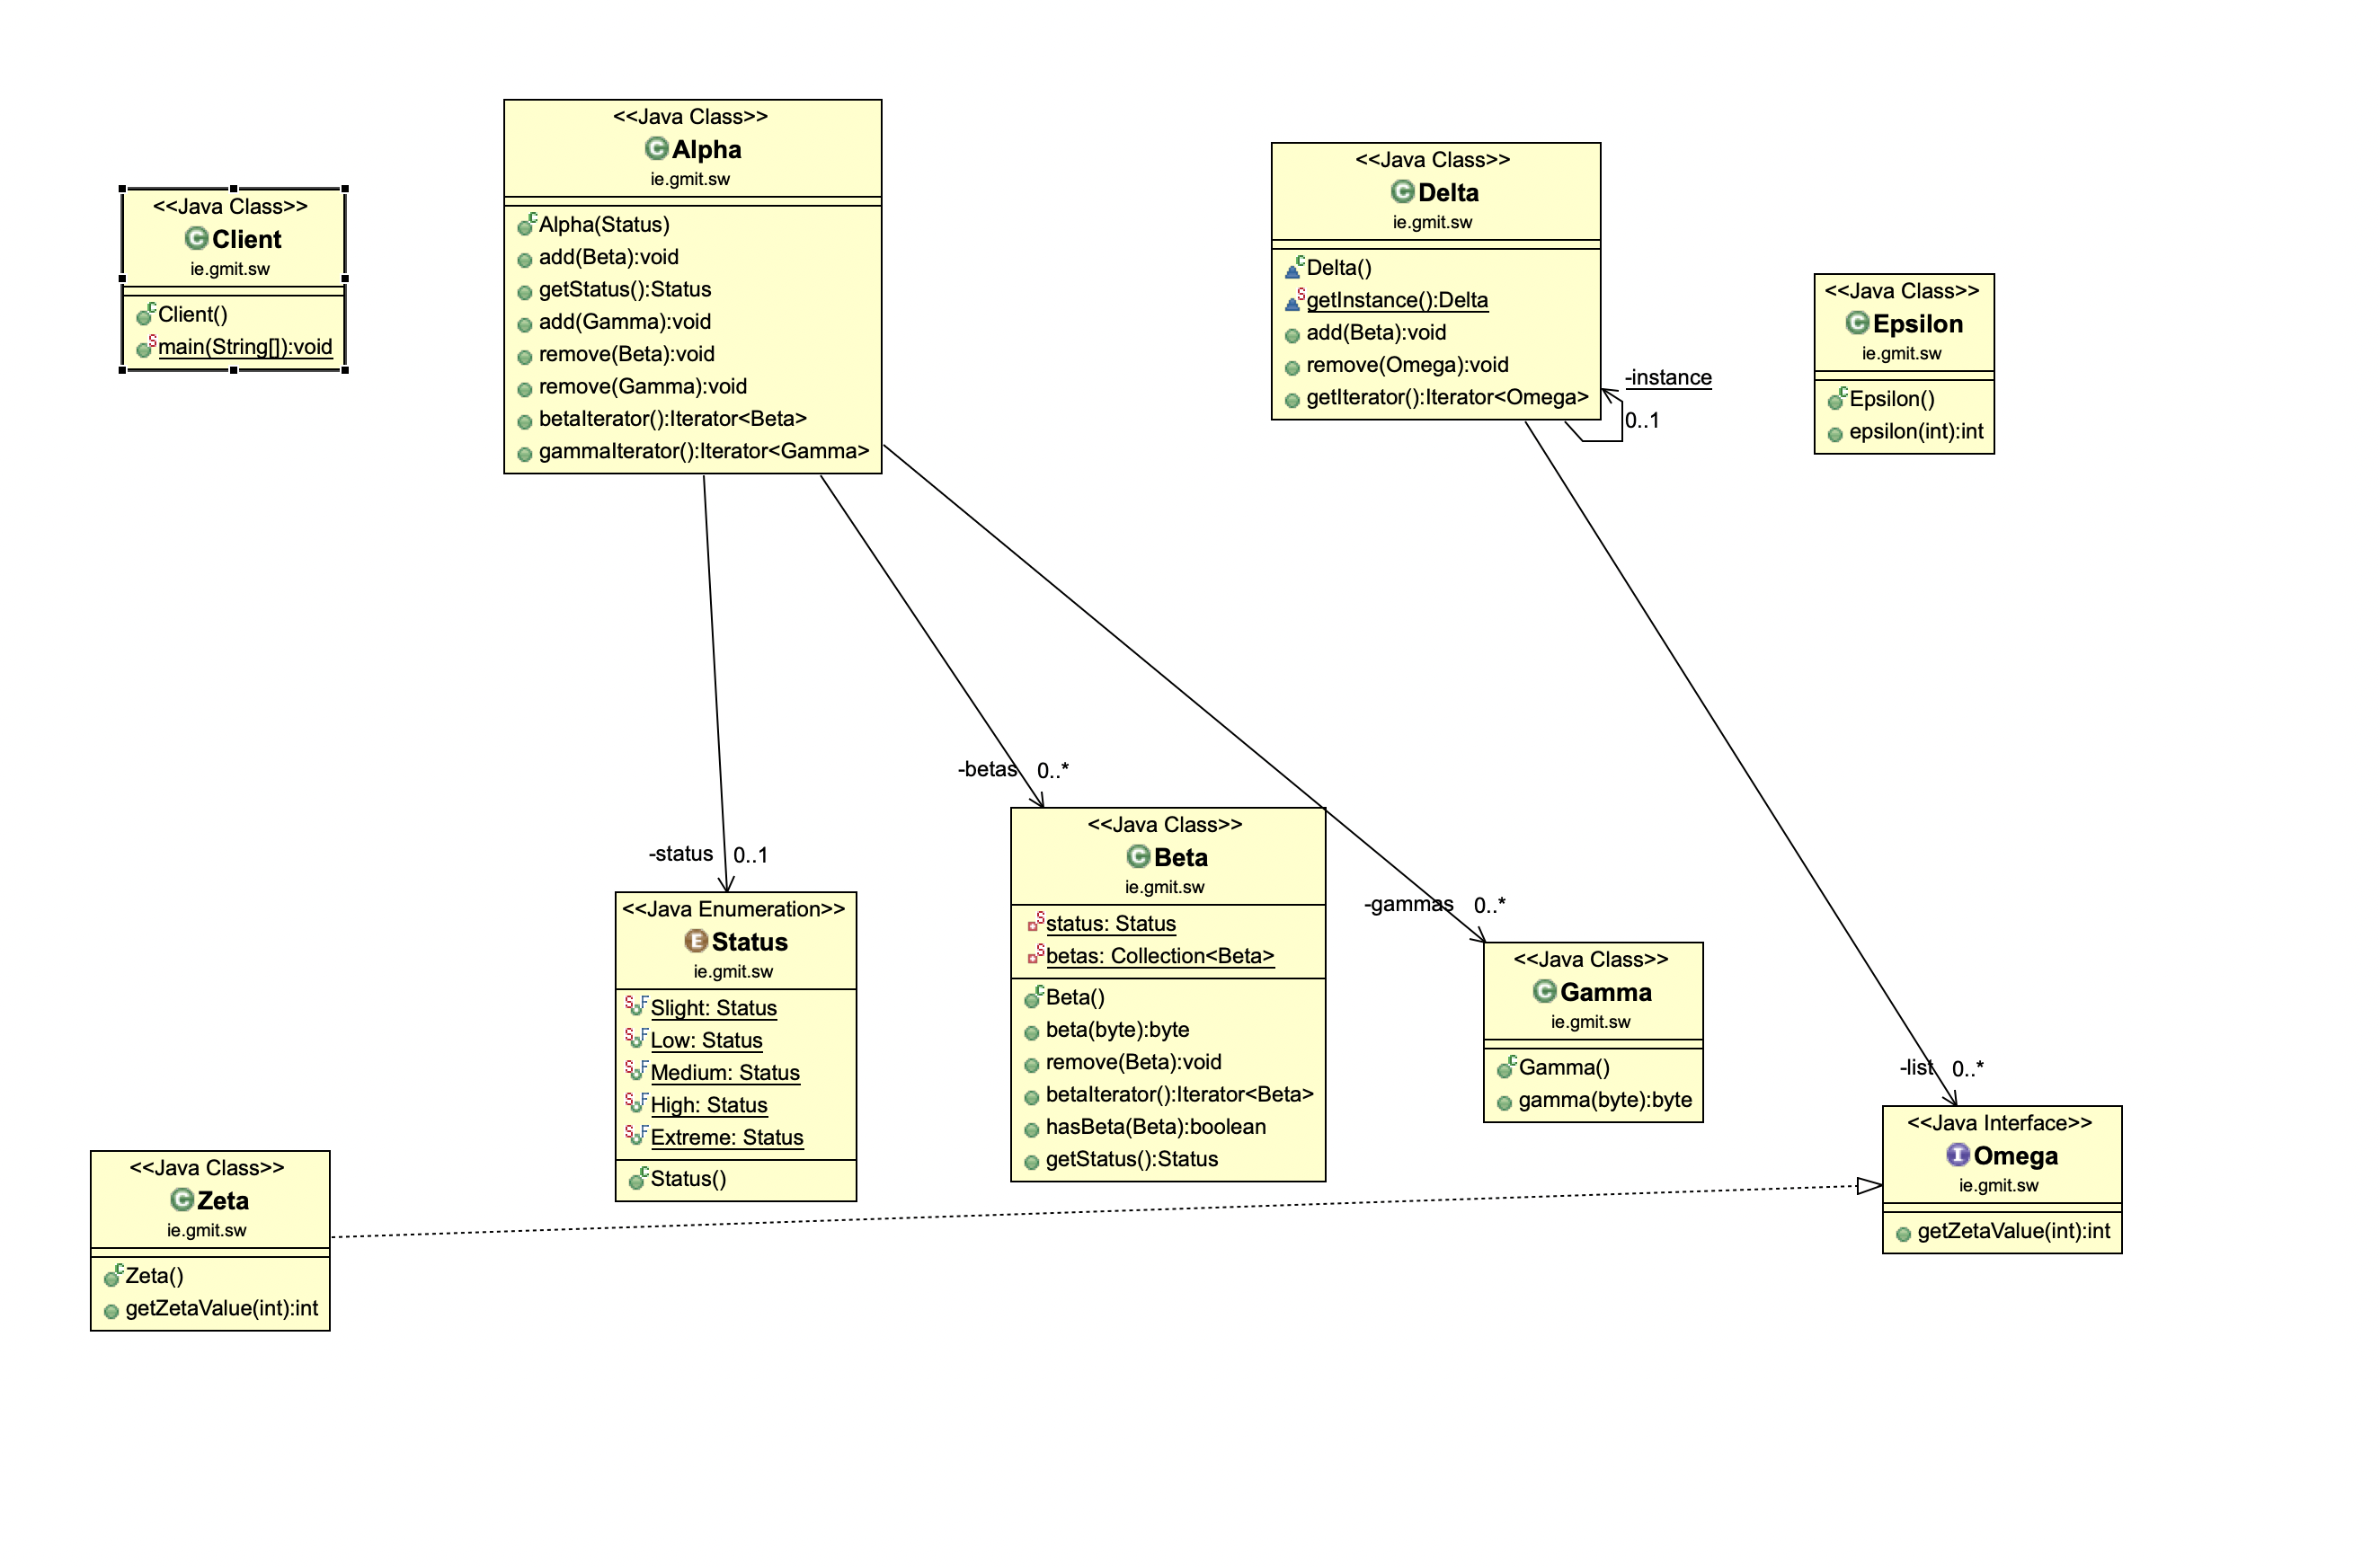 <<Java Class>>
Client
ie.gmit.sw
Client()
main(String[]):void
<<Java Class>>
Alpha
ie.gmit.sw
Alpha(Status)
add(Beta):void
getStatus():Status
add(Gamma):void
remove(Beta):void
remove(Gamma):void
betaIterator():Iterator<Beta>
gammaIterator():Iterator<Gamma>
<<Java Class>>
Delta
ie.gmit.sw
Delta()
getInstance():Delta
add(Beta):void
remove(Omega):void
getIterator():Iterator<Omega>
-instance
0..1
<<Java Class>>
Epsilon
ie.gmit.sw
Epsilon()
epsilon(int):int
-status 0..1
<<Java Enumeration>>
Status
ie.gmit.sw
Slight: Status
Low: Status
Medium: Status
High: Status
Extreme: Status
Status()
-betas 0..*
<<Java Class>>
Beta
ie.gmit.sw
status: Status
betas: Collection<Beta>
Beta()
beta(byte):byte
remove(Beta):void
betaIterator():Iterator<Beta>
hasBeta(Beta):boolean
getStatus():Status
-gammas 0..*
<<Java Class>>
Gamma
ie.gmit.sw
Gamma()
gamma(byte):byte
-list 0..*
<<Java Interface>>
Omega
ie.gmit.sw
getZetaValue(int):int
<<Java Class>>
Zeta
ie.gmit.sw
Zeta()
getZetaValue(int):int